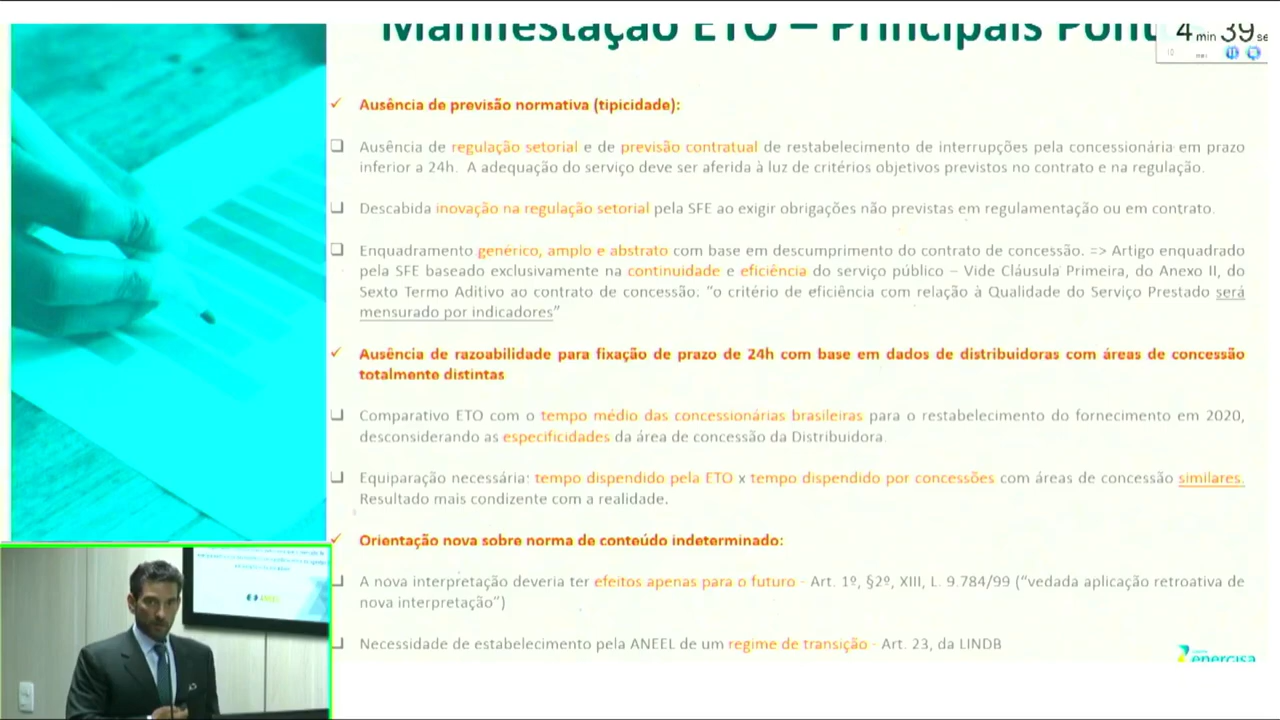 Manifestação ETO – Principais Pont
4 min 39 se
✓ Ausência de previsão normativa (tipicidade):
❑ Ausência de regulação setorial e de previsão contratual de restabelecimento de interrupções pela concessionária em prazo
inferior a 24h. A adequação do serviço deve ser aferida à luz de critérios objetivos previstos no contrato e na regulação.
❑ Descabida inovação na regulação setorial pela SFE ao exigir obrigações não previstas em regulamentação ou em contrato.
❑ Enquadramento genérico, amplo e abstrato com base em descumprimento do contrato de concessão. => Artigo enquadrado
pela SFE baseado exclusivamente na continuidade e eficiência do serviço público – Vide Cláusula Primeira, do Anexo II, do
Sexto Termo Aditivo ao contrato de concessão: "o critério de eficiência com relação à Qualidade do Serviço Prestado será
mensurado por indicadores"
✓ Ausência de razoabilidade para fixação de prazo de 24h com base em dados de distribuidoras com áreas de concessão
totalmente distintas
❑ Comparativo ETO com o tempo médio das concessionárias brasileiras para o restabelecimento do fornecimento em 2020,
desconsiderando as especificidades da área de concessão da Distribuidora.
❑ Equiparação necessária: tempo dispendido pela ETO x tempo dispendido por concessões com áreas de concessão similares.
Resultado mais condizente com a realidade.
✓ Orientação nova sobre norma de conteúdo indeterminado:
❑ A nova interpretação deveria ter efeitos apenas para o futuro - Art. 1º, §2º, XIII, L. 9.784/99 ("vedada aplicação retroativa de
nova interpretação")
❑ Necessidade de estabelecimento pela ANEEL de um regime de transição - Art. 23, da LINDB
energisa